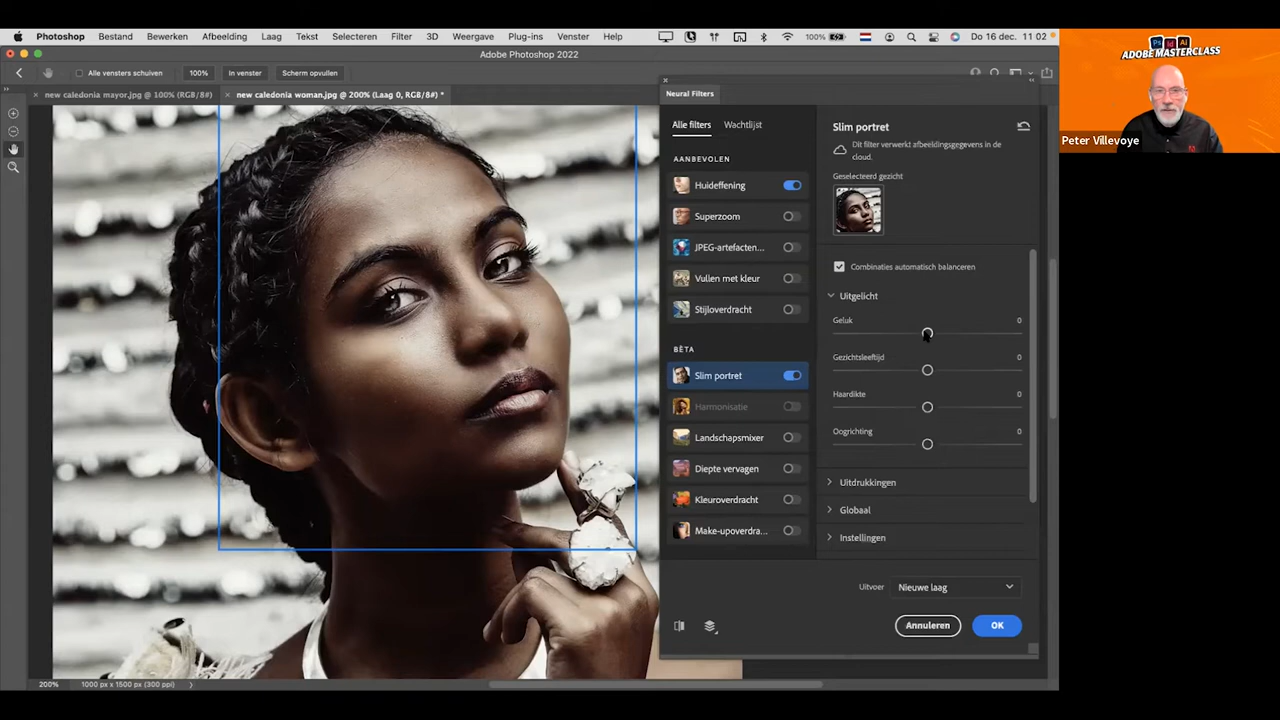 Photoshop Bestand Bewerken Afbeelding Laag Tekst Selecteren Filter 3D Weergave Plug-ins Venster Help 100% Do 16 dec. 11 02
Adobe Photoshop 2022
Alle vensters schuiven 100% In venster Scherm opvullen
new caledonia mayor.jpg @ 100% (RGB/8#)
new caledonia woman.jpg @ 200% (Laag 0, RGB/8#) *
Neural Filters
Alle filters Wachtlijst
AANBEVOLEN
Huideffening
Superzoom
JPEG-artefacten...
Vullen met kleur
Stijloverdracht
BÈTA
Slim portret
Harmonisatie
Landschapsmixer
Diepte vervagen
Kleuroverdracht
Make-upoverdra...
Slim portret
Dit filter verwerkt afbeeldingsgegevens in de
cloud.
Geselecteerd gezicht
Combinaties automatisch balanceren
Uitgelicht
Geluk 0
Gezichtsleeftijd 0
Haardikte 0
Oogrichting 0
Uitdrukkingen
Globaal
Instellingen
Uitvoer Nieuwe laag
Annuleren OK
200% 1000 px x 1500 px (300 ppi)
Ps Id Ai
ADOBE MASTERCLASS
Peter Villevoye